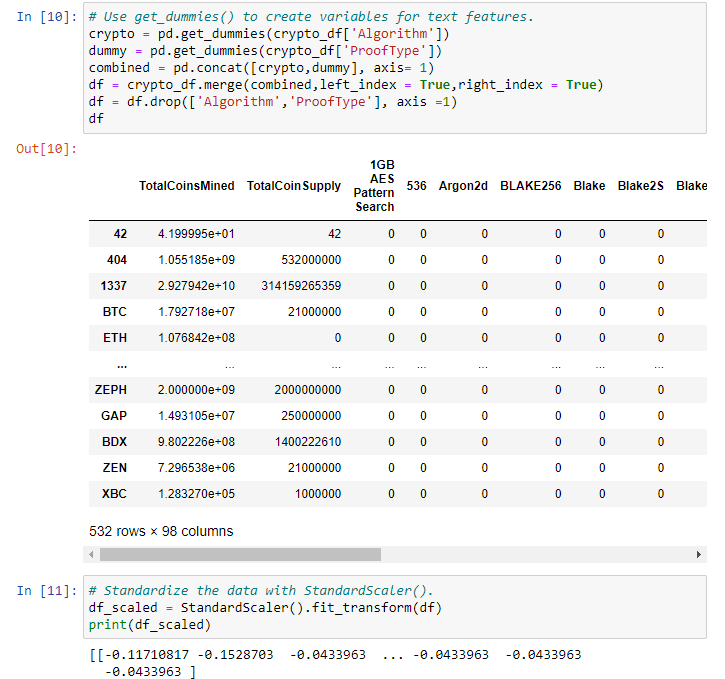 In [10]: # Use get_dummies() to create variables for text features.
crypto = pd.get_dummies(crypto_df['Algorithm'])
dummy = pd.get_dummies(crypto_df['ProofType'])
combined = pd.concat([crypto,dummy], axis= 1)
df = crypto_df.merge(combined,left_index = True,right_index = True)
df = df.drop(['Algorithm','ProofType'], axis =1)
df
Out[10]:
TotalCoinsMined TotalCoinSupply 1GB AES Pattern Search 536 Argon2d BLAKE256 Blake Blake2S Blake
42 4.199995e+01 42 0 0 0 0 0 0
404 1.055185e+09 532000000 0 0 0 0 0 0
1337 2.927942e+10 314159265359 0 0 0 0 0 0
BTC 1.792718e+07 21000000 0 0 0 0 0 0
ETH 1.076842e+08 0 0 0 0 0 0 0
... ... ... ... ... ... ... ... ...
ZEPH 2.000000e+09 2000000000 0 0 0 0 0 0
GAP 1.493105e+07 250000000 0 0 0 0 0 0
BDX 9.802226e+08 1400222610 0 0 0 0 0 0
ZEN 7.296538e+06 21000000 0 0 0 0 0 0
XBC 1.283270e+05 1000000 0 0 0 0 0 0
532 rows × 98 columns
In [11]: # Standardize the data with StandardScaler().
df_scaled = StandardScaler().fit_transform(df)
print(df_scaled)
[[-0.11710817 -0.1528703 -0.0433963 ... -0.0433963 -0.0433963
-0.0433963 ]